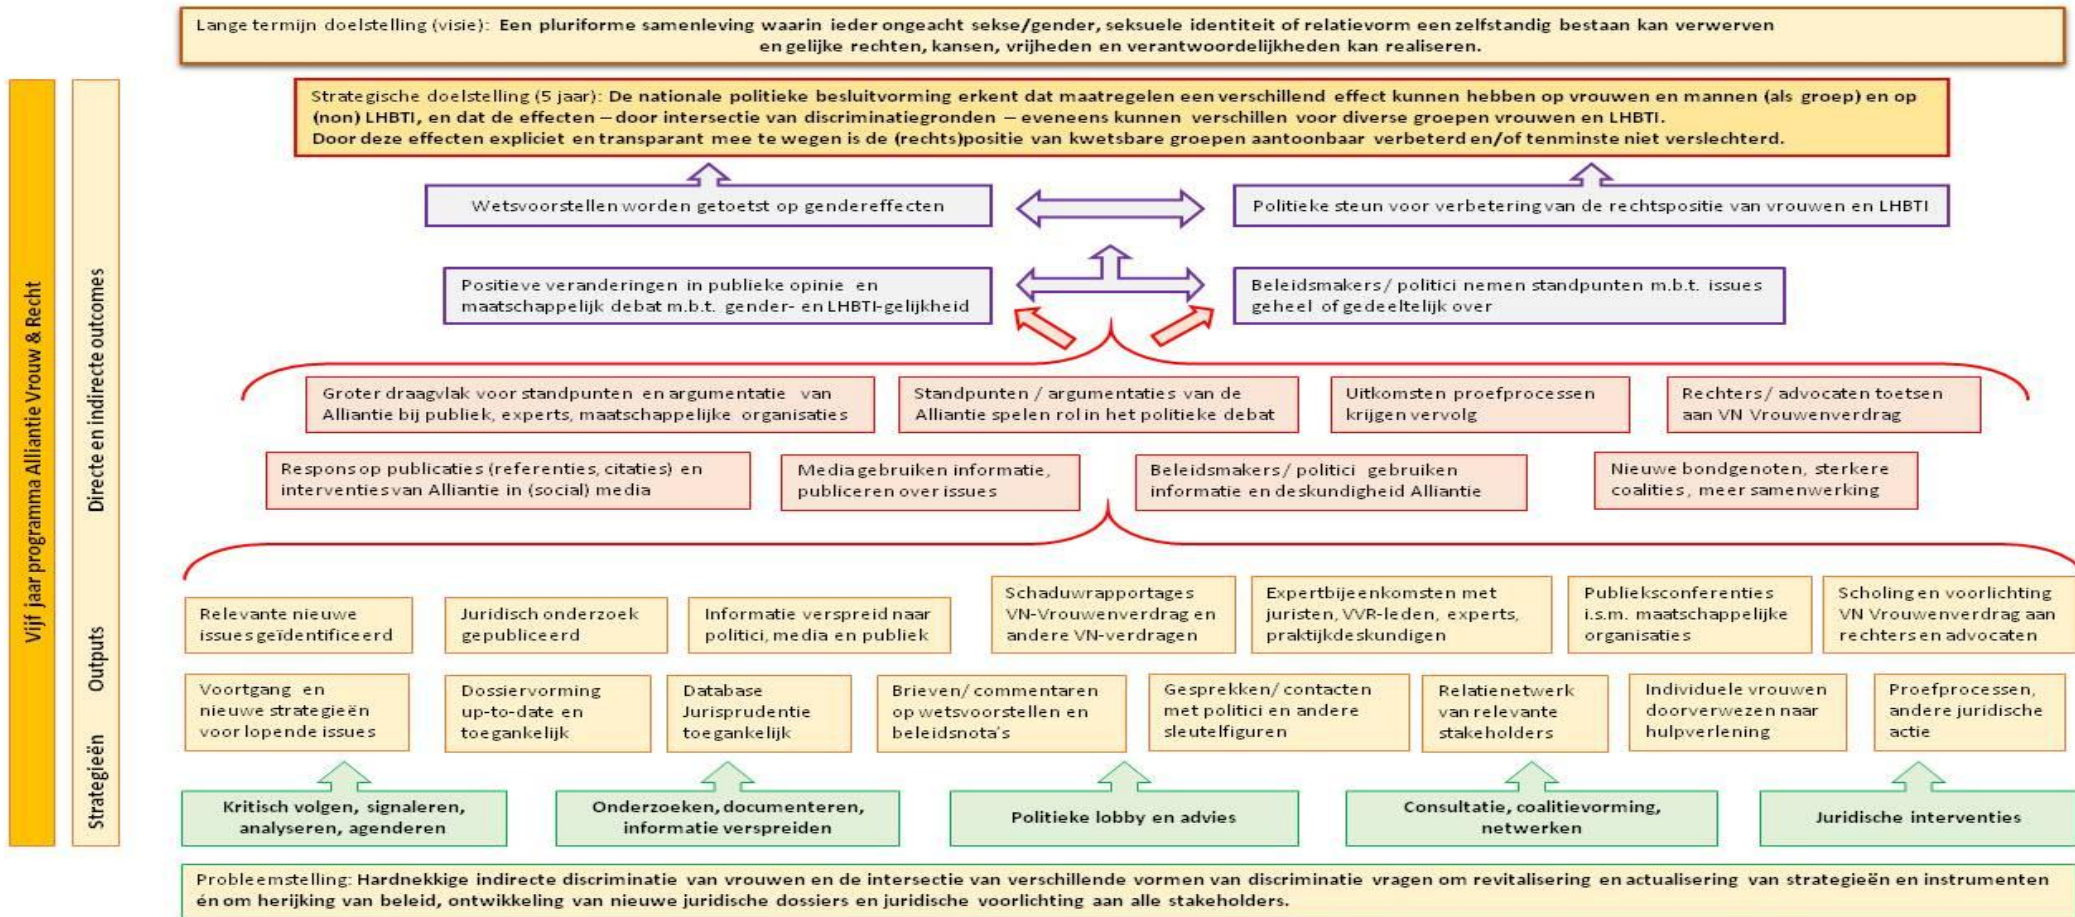 Lange termijn doelstelling (visie): Een pluriforme samenleving waarin ieder ongeacht sekse/gender, seksuele identiteit of relatievorm een zelfstandig bestaan kan verwerven
en gelijke rechten, kansen, vrijheden en verantwoordelijkheden kan realiseren.
Vijf jaar programma Alliantie Vrouw & Recht
Directe en indirecte outcomes
Outputs
Strategieën
Strategische doelstelling (5 jaar): De nationale politieke besluitvorming erkent dat maatregelen een verschillend effect kunnen hebben op vrouwen en mannen (als groep) en op
(non) LHBTI, en dat de effecten – door intersectie van discriminatiegronden – eveneens kunnen verschillen voor diverse groepen vrouwen en LHBTI.
Door deze effecten expliciet en transparant mee te wegen is de (rechts)positie van kwetsbare groepen aantoonbaar verbeterd en/of tenminste niet verslechterd.
Wetsvoorstellen worden getoetst op gendereffecten
Politieke steun voor verbetering van de rechtspositie van vrouwen en LHBTI
Positieve veranderingen in publieke opinie en
maatschappelijk debat m.b.t. gender- en LHBTI-gelijkheid
Beleidsmakers / politici nemen standpunten m.b.t. issues
geheel of gedeeltelijk over
Groter draagvlak voor standpunten en argumentatie van
Alliantie bij publiek, experts, maatschappelijke organisaties
Standpunten / argumentaties van de
Alliantie spelen rol in het politieke debat
Uitkomsten proefprocessen
krijgen vervolg
Rechters / advocaten toetsen
aan VN Vrouwenverdrag
Respons op publicaties (referenties, citaties) en
interventies van Alliantie in (social) media
Media gebruiken informatie,
publiceren over issues
Beleidsmakers / politici gebruiken
informatie en deskundigheid Alliantie
Nieuwe bondgenoten, sterkere
coalities, meer samenwerking
Relevante nieuwe
issues geïdentificeerd
Juridisch onderzoek
gepubliceerd
Informatie verspreid naar
politici, media en publiek
Schaduwrapportages
VN-Vrouwenverdrag en
andere VN-verdragen
Expertbijeenkomsten met
juristen, VVR-leden, experts,
praktijkdeskundigen
Publieksconferenties
i.s.m. maatschappelijke
organisaties
Scholing en voorlichting
VN Vrouwenverdrag aan
rechters en advocaten
Voortgang en
nieuwe strategieën
voor lopende issues
Dossiervorming
up-to-date en
toegankelijk
Database
Jurisprudentie
toegankelijk
Brieven/ commentaren
op wetsvoorstellen en
beleidsnota's
Gesprekken/ contacten
met politici en andere
sleutelfiguren
Relatienetwerk
van relevante
stakeholders
Individuele vrouwen
doorverwezen naar
hulpverlening
Proefprocessen,
andere juridische
actie
Kritisch volgen, signaleren,
analyseren, agenderen
Onderzoeken, documenteren,
informatie verspreiden
Politieke lobby en advies
Consultatie, coalitievorming,
netwerken
Juridische interventies
Probleemstelling: Hardnekkige indirecte discriminatie van vrouwen en de intersectie van verschillende vormen van discriminatie vragen om revitalisering en actualisering van strategieën en instrumenten
én om herijking van beleid, ontwikkeling van nieuwe juridische dossiers en juridische voorlichting aan alle stakeholders.